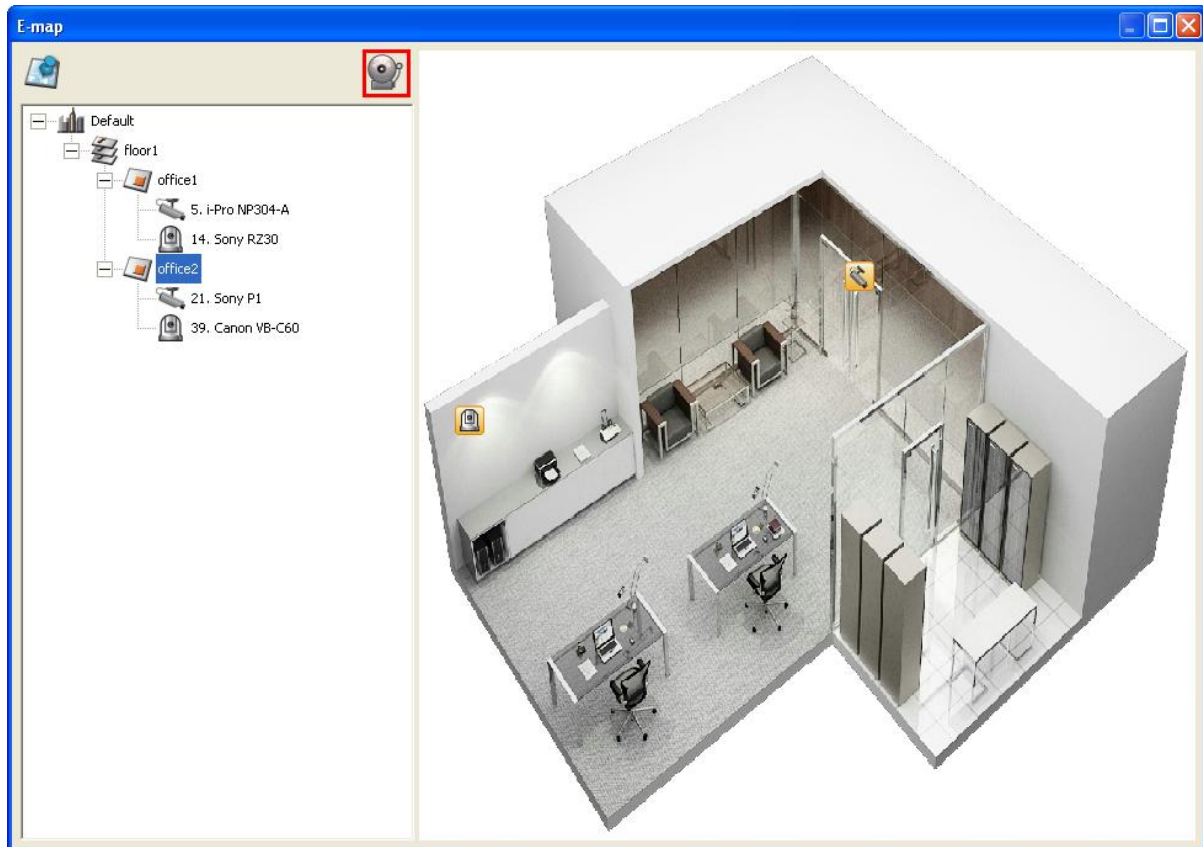 E-map
Default
floor1
office1
5. i-Pro NP304-A
14. Sony RZ30
office2
21. Sony P1
39. Canon VB-C60